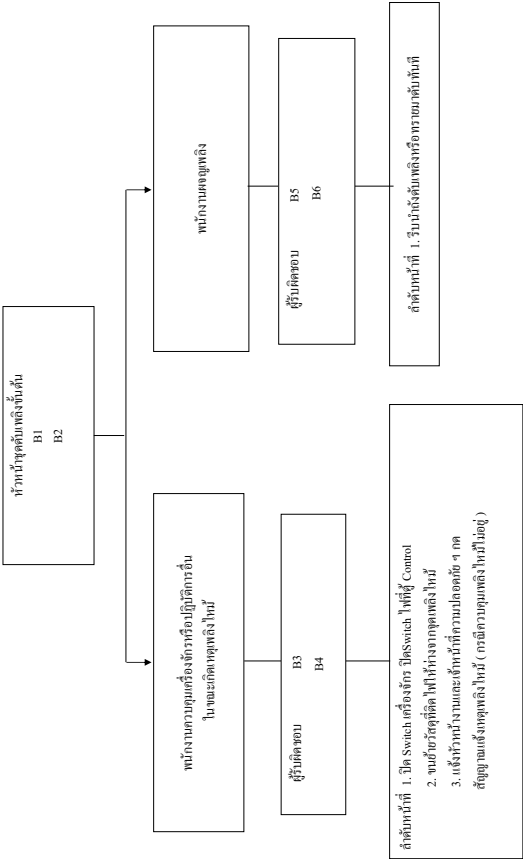 หัวหน้าชุดดับเพลิงขั้นต้น
B1
B2
พนักงานควบคุมเครื่องจักรหรือปฏิบัติการอื่น
ในขณะเกิดเหตุเพลิงไหม้
ผู้รับผิดชอบ B3
B4
ลำดับหน้าที่ 1. ปิด Switch เครื่องจักร ปิดSwitch ไฟที่ตู้ Control
2. ขนย้ายวัสดุที่ติดไฟให้ห่างจากจุดเพลิงไหม้
3. แจ้งหัวหน้างานและเจ้าหน้าที่ความปลอดภัย ฯ กด
สัญญาณแจ้งเหตุเพลิงไหม้ ( กรณีควบคุมเพลิงไหม้ไม่อยู่ )
พนักงานผจญเพลิง
ผู้รับผิดชอบ B5
B6
ลำดับหน้าที่ 1. รีบนำถังดับเพลิงหรือทรายมาดับทันที